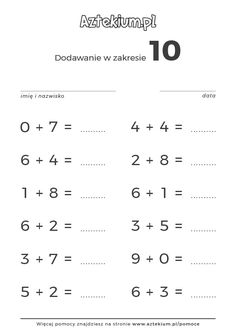 Aztekium.pl
Dodawanie w zakresie 10
imię i nazwisko data
0 + 7 = .......... 4 + 4 = ..........
6 + 4 = .......... 2 + 8 = ..........
1 + 8 = .......... 6 + 1 = ..........
6 + 2 = .......... 3 + 5 = ..........
3 + 7 = .......... 9 + 0 = ..........
5 + 2 = .......... 6 + 3 = ..........
Więcej pomocy znajdziesz na stronie www.aztekium.pl/pomoce